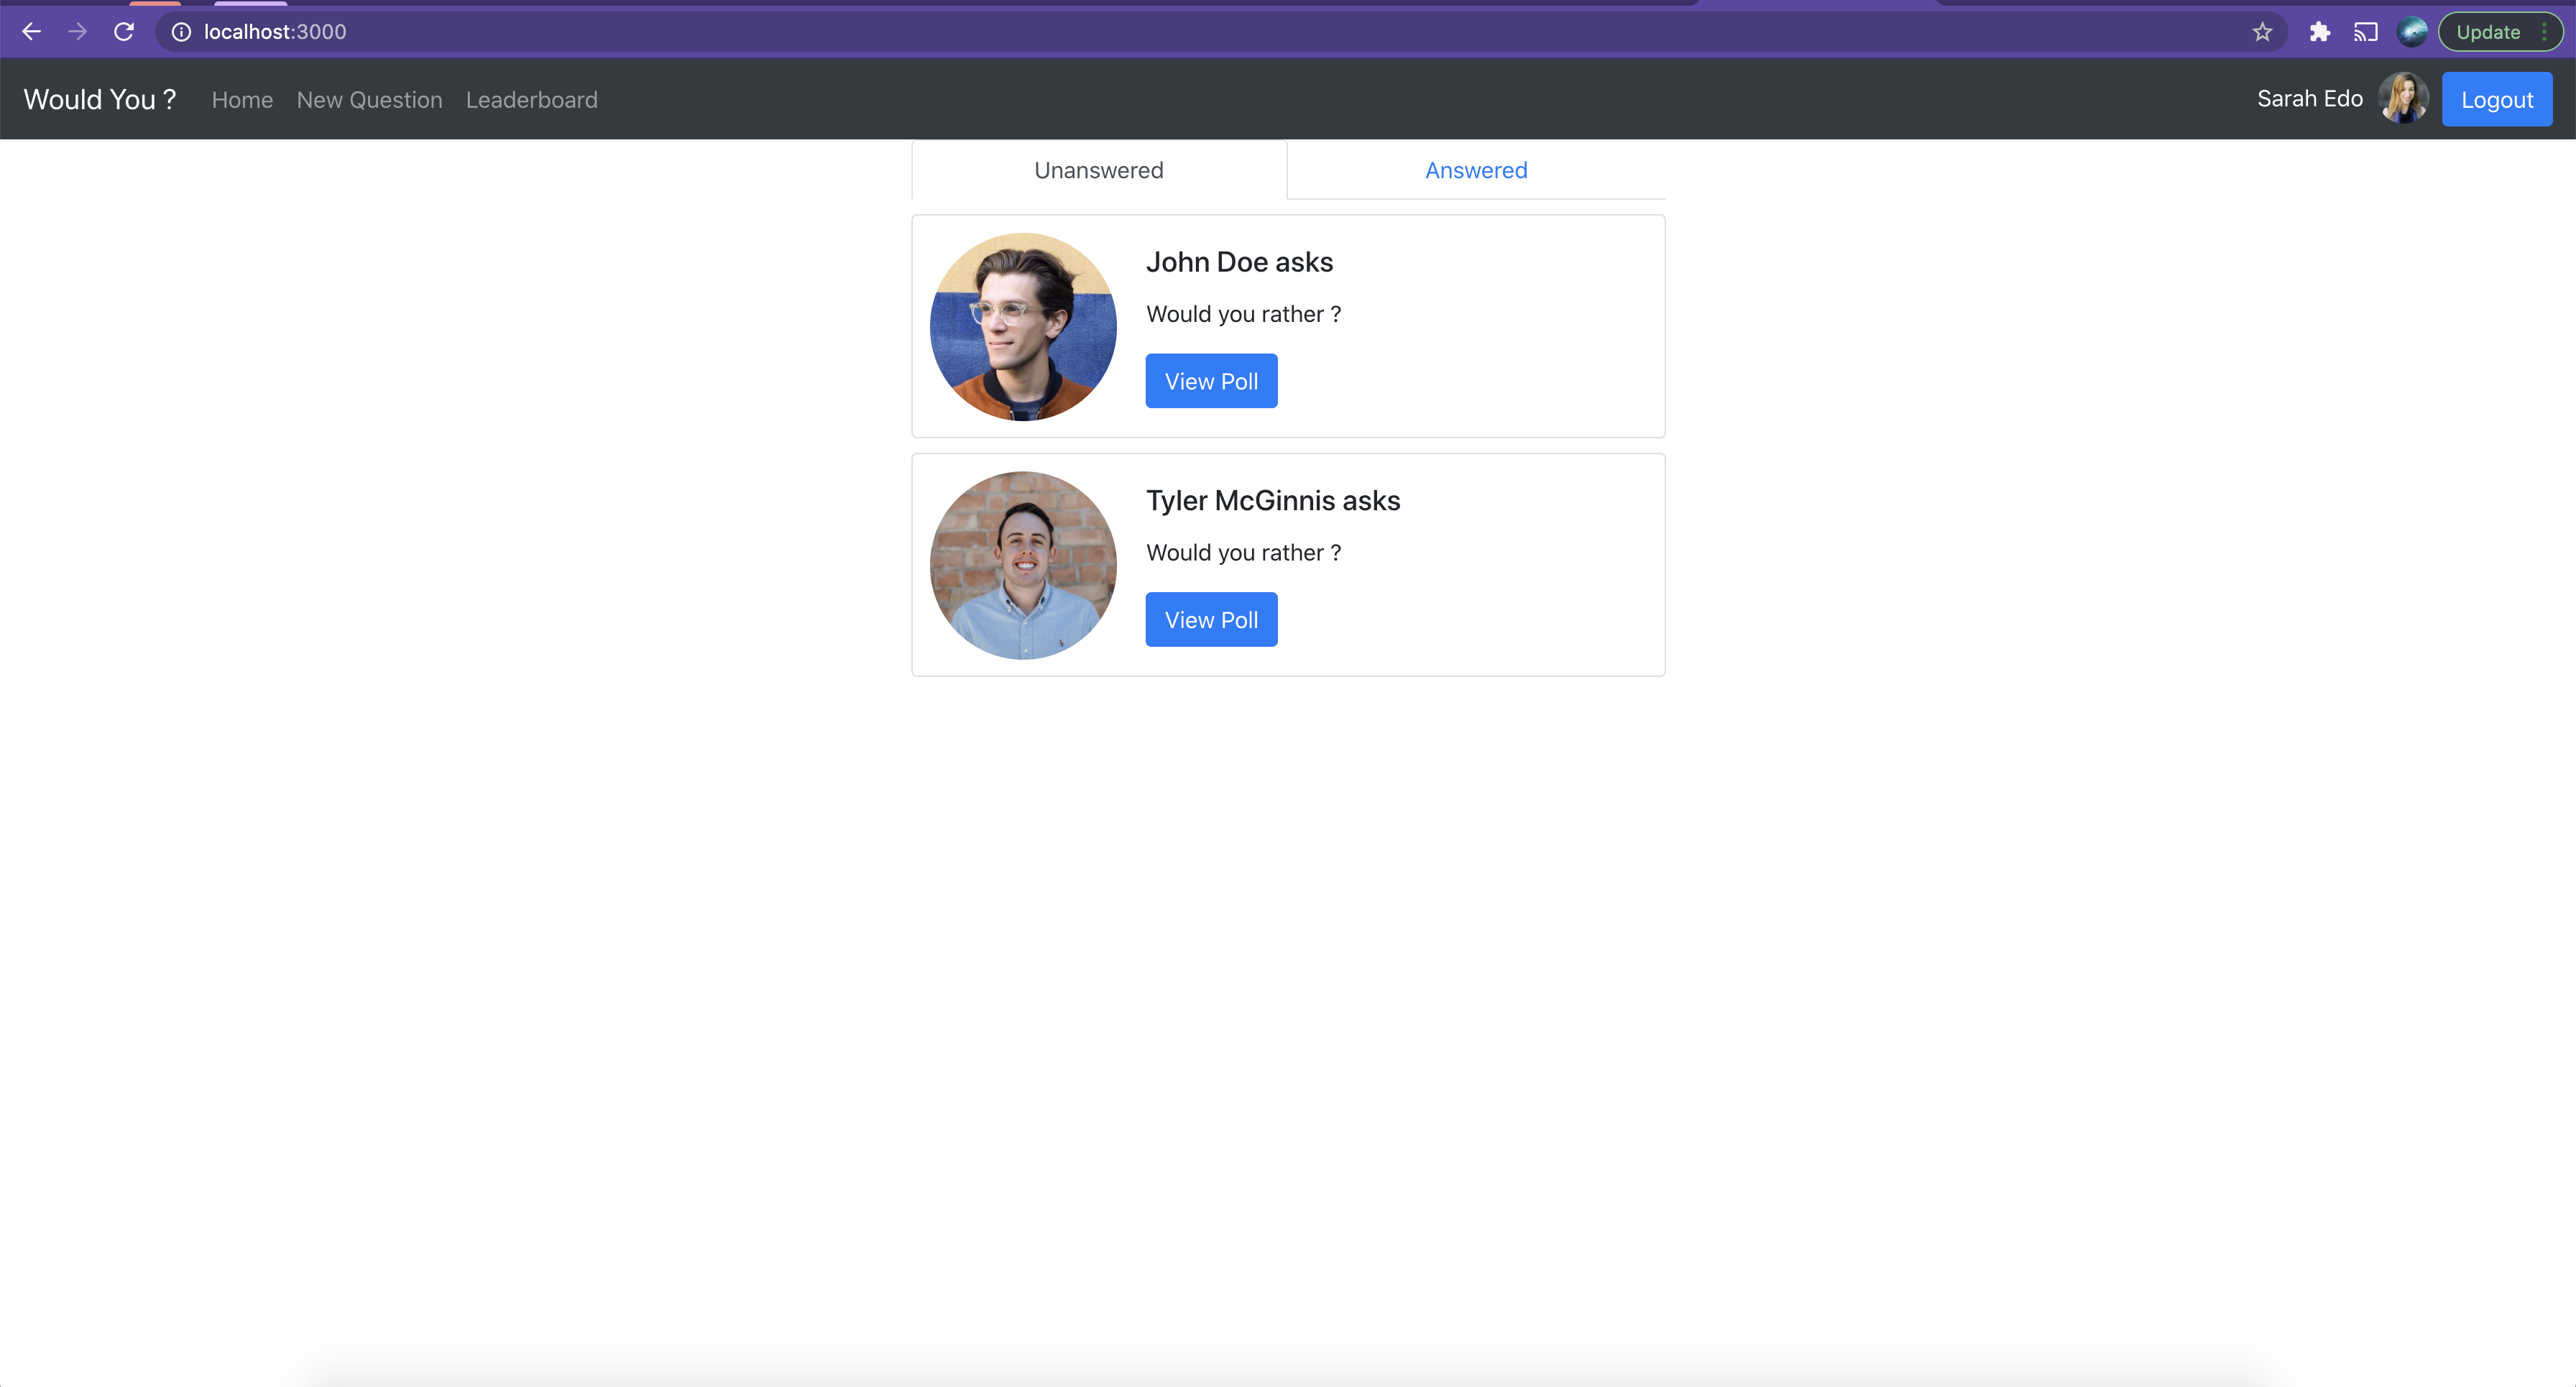 localhost:3000
Update
Would You ?
Home
New Question
Leaderboard
Sarah Edo
Logout
Unanswered
Answered
John Doe asks
Would you rather ?
View Poll
Tyler McGinnis asks
Would you rather ?
View Poll